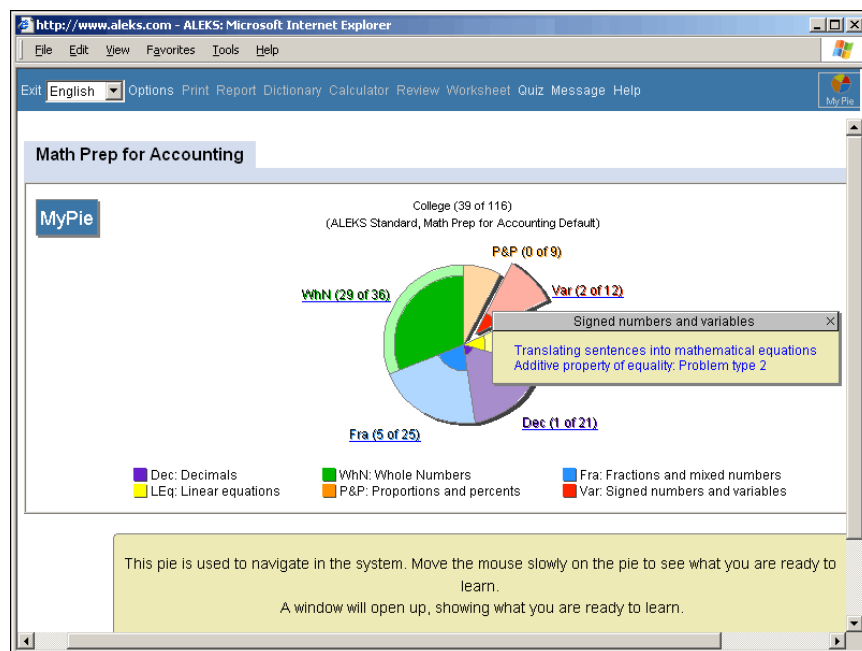 http://www.aleks.com - ALEKS: Microsoft Internet Explorer
File Edit View Favorites Tools Help
Exit English Options Print Report Dictionary Calculator Review Worksheet Quiz Message Help
MyPie
Math Prep for Accounting
MyPie
College (39 of 116)
(ALEKS Standard, Math Prep for Accounting Default)
P&P (0 of 9)
WhN (29 of 36)
Var (2 of 12)
Signed numbers and variables
Translating sentences into mathematical equations
Additive property of equality: Problem type 2
Dec (1 of 21)
Fra (5 of 25)
Dec: Decimals WhN: Whole Numbers Fra: Fractions and mixed numbers
LEq: Linear equations P&P: Proportions and percents Var: Signed numbers and variables
This pie is used to navigate in the system. Move the mouse slowly on the pie to see what you are ready to
learn.
A window will open up, showing what you are ready to learn.